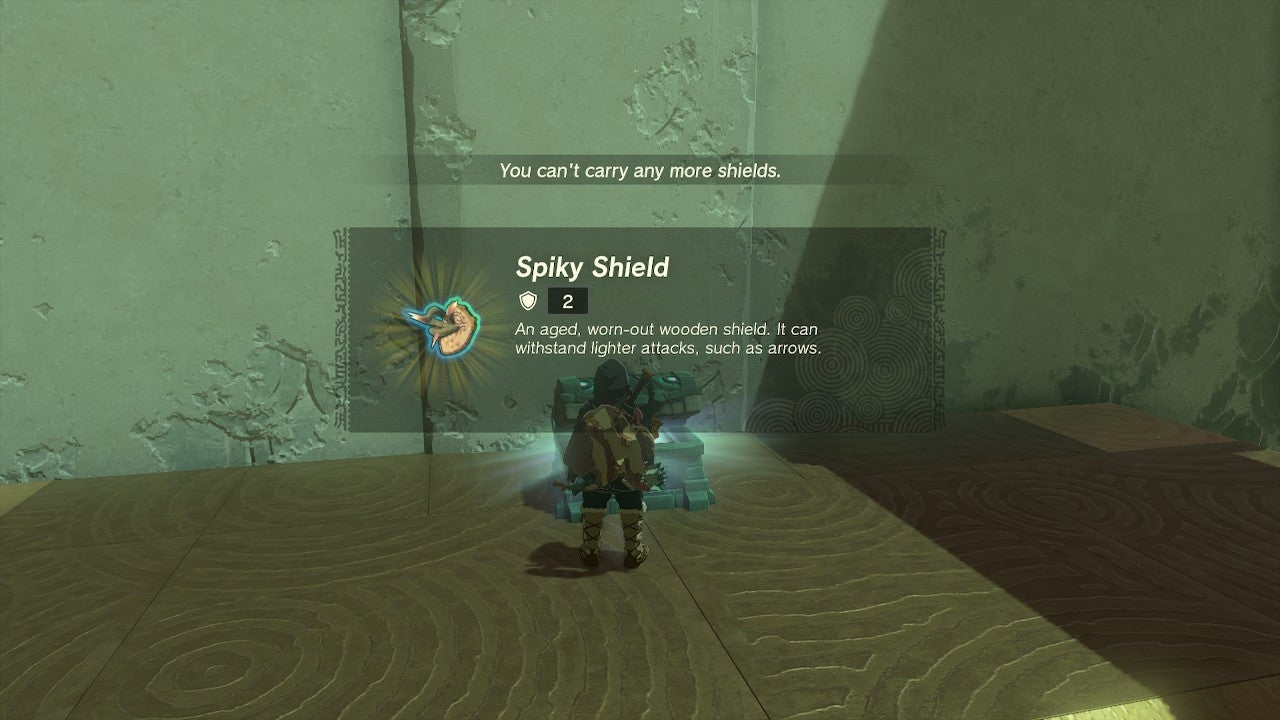 You can't carry any more shields.
Spiky Shield
2
An aged, worn-out wooden shield. It can
withstand lighter attacks, such as arrows.